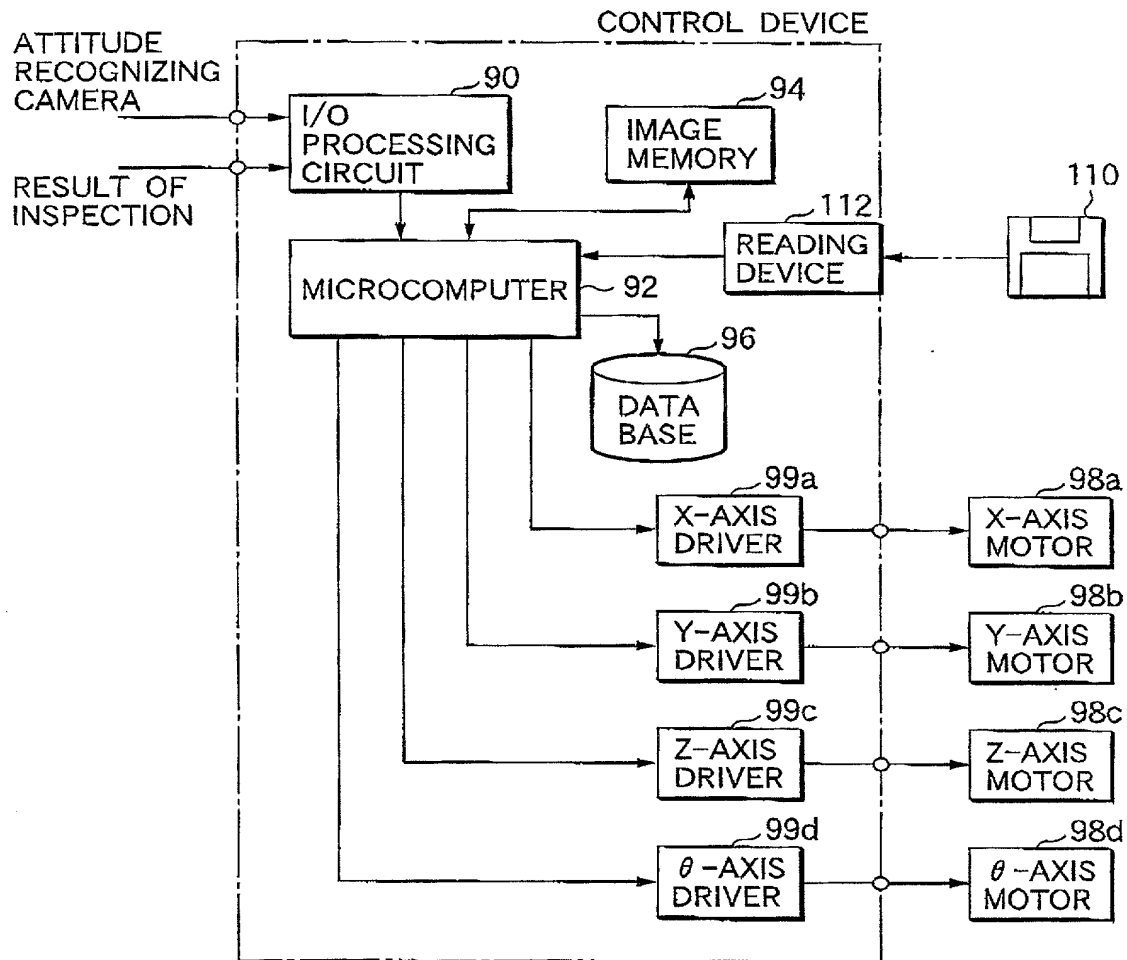 CONTROL DEVICE
ATTITUDE
RECOGNIZING
CAMERA
RESULT OF
INSPECTION
90
I/O
PROCESSING
CIRCUIT
94
IMAGE
MEMORY
112
READING
DEVICE
110
MICROCOMPUTER
92
96
DATA
BASE
99a
X-AXIS
DRIVER
98a
X-AXIS
MOTOR
99b
Y-AXIS
DRIVER
98b
Y-AXIS
MOTOR
99c
Z-AXIS
DRIVER
98c
Z-AXIS
MOTOR
99d
θ-AXIS
DRIVER
98d
θ-AXIS
MOTOR